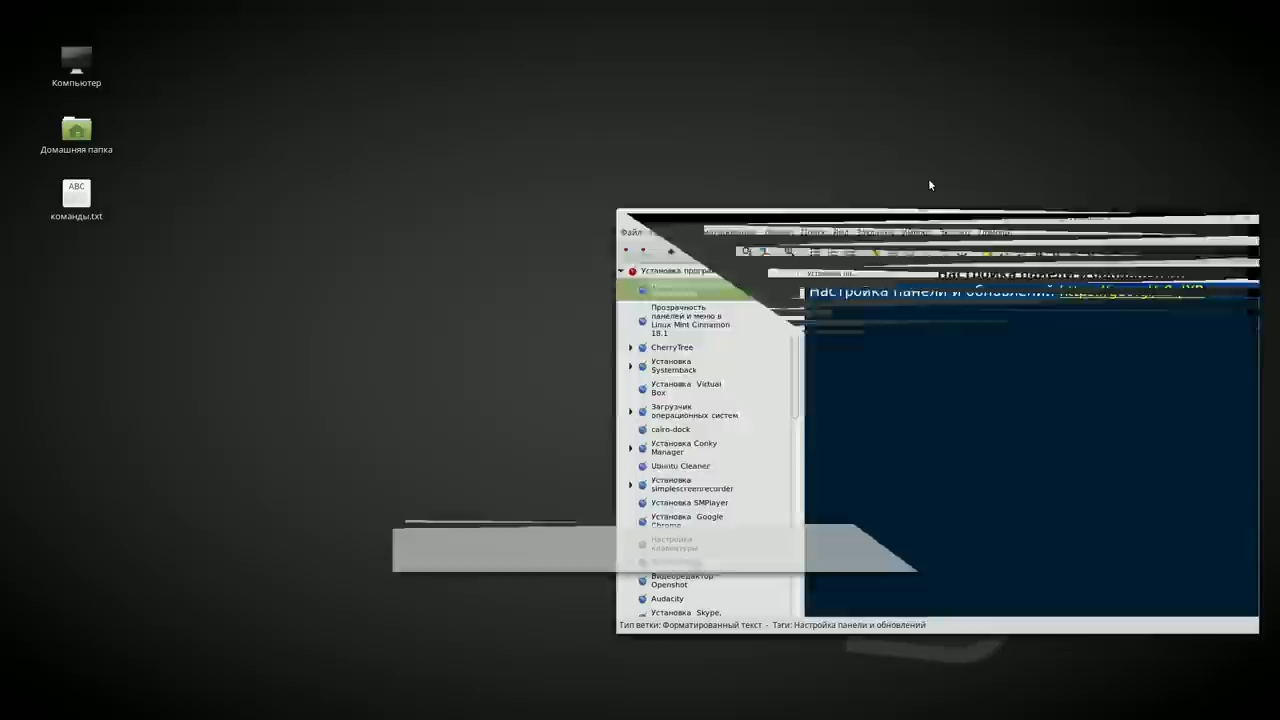 Компьютер
Домашняя папка
ABC
команды.txt
Файл
Установка
Прозрачность
панелей и меню в
Linux Mint Cinnamon
18.1
CherryTree
Установка
Systemback
Установка Virtual
Box
Загрузчик
операционных систем
cairo-dock
Установка Conky
Manager
Ubuntu Cleaner
Установка
simplescreenrecorder
Установка SMPlayer
Установка Google
Chrome
Настройка
клавиатуры
Видеоредактор
Openshot
Audacity
Установка Skype,
Настройка панели и обновлений
Тип ветки: Форматированный текст - Тэги: Настройка панели и обновлений